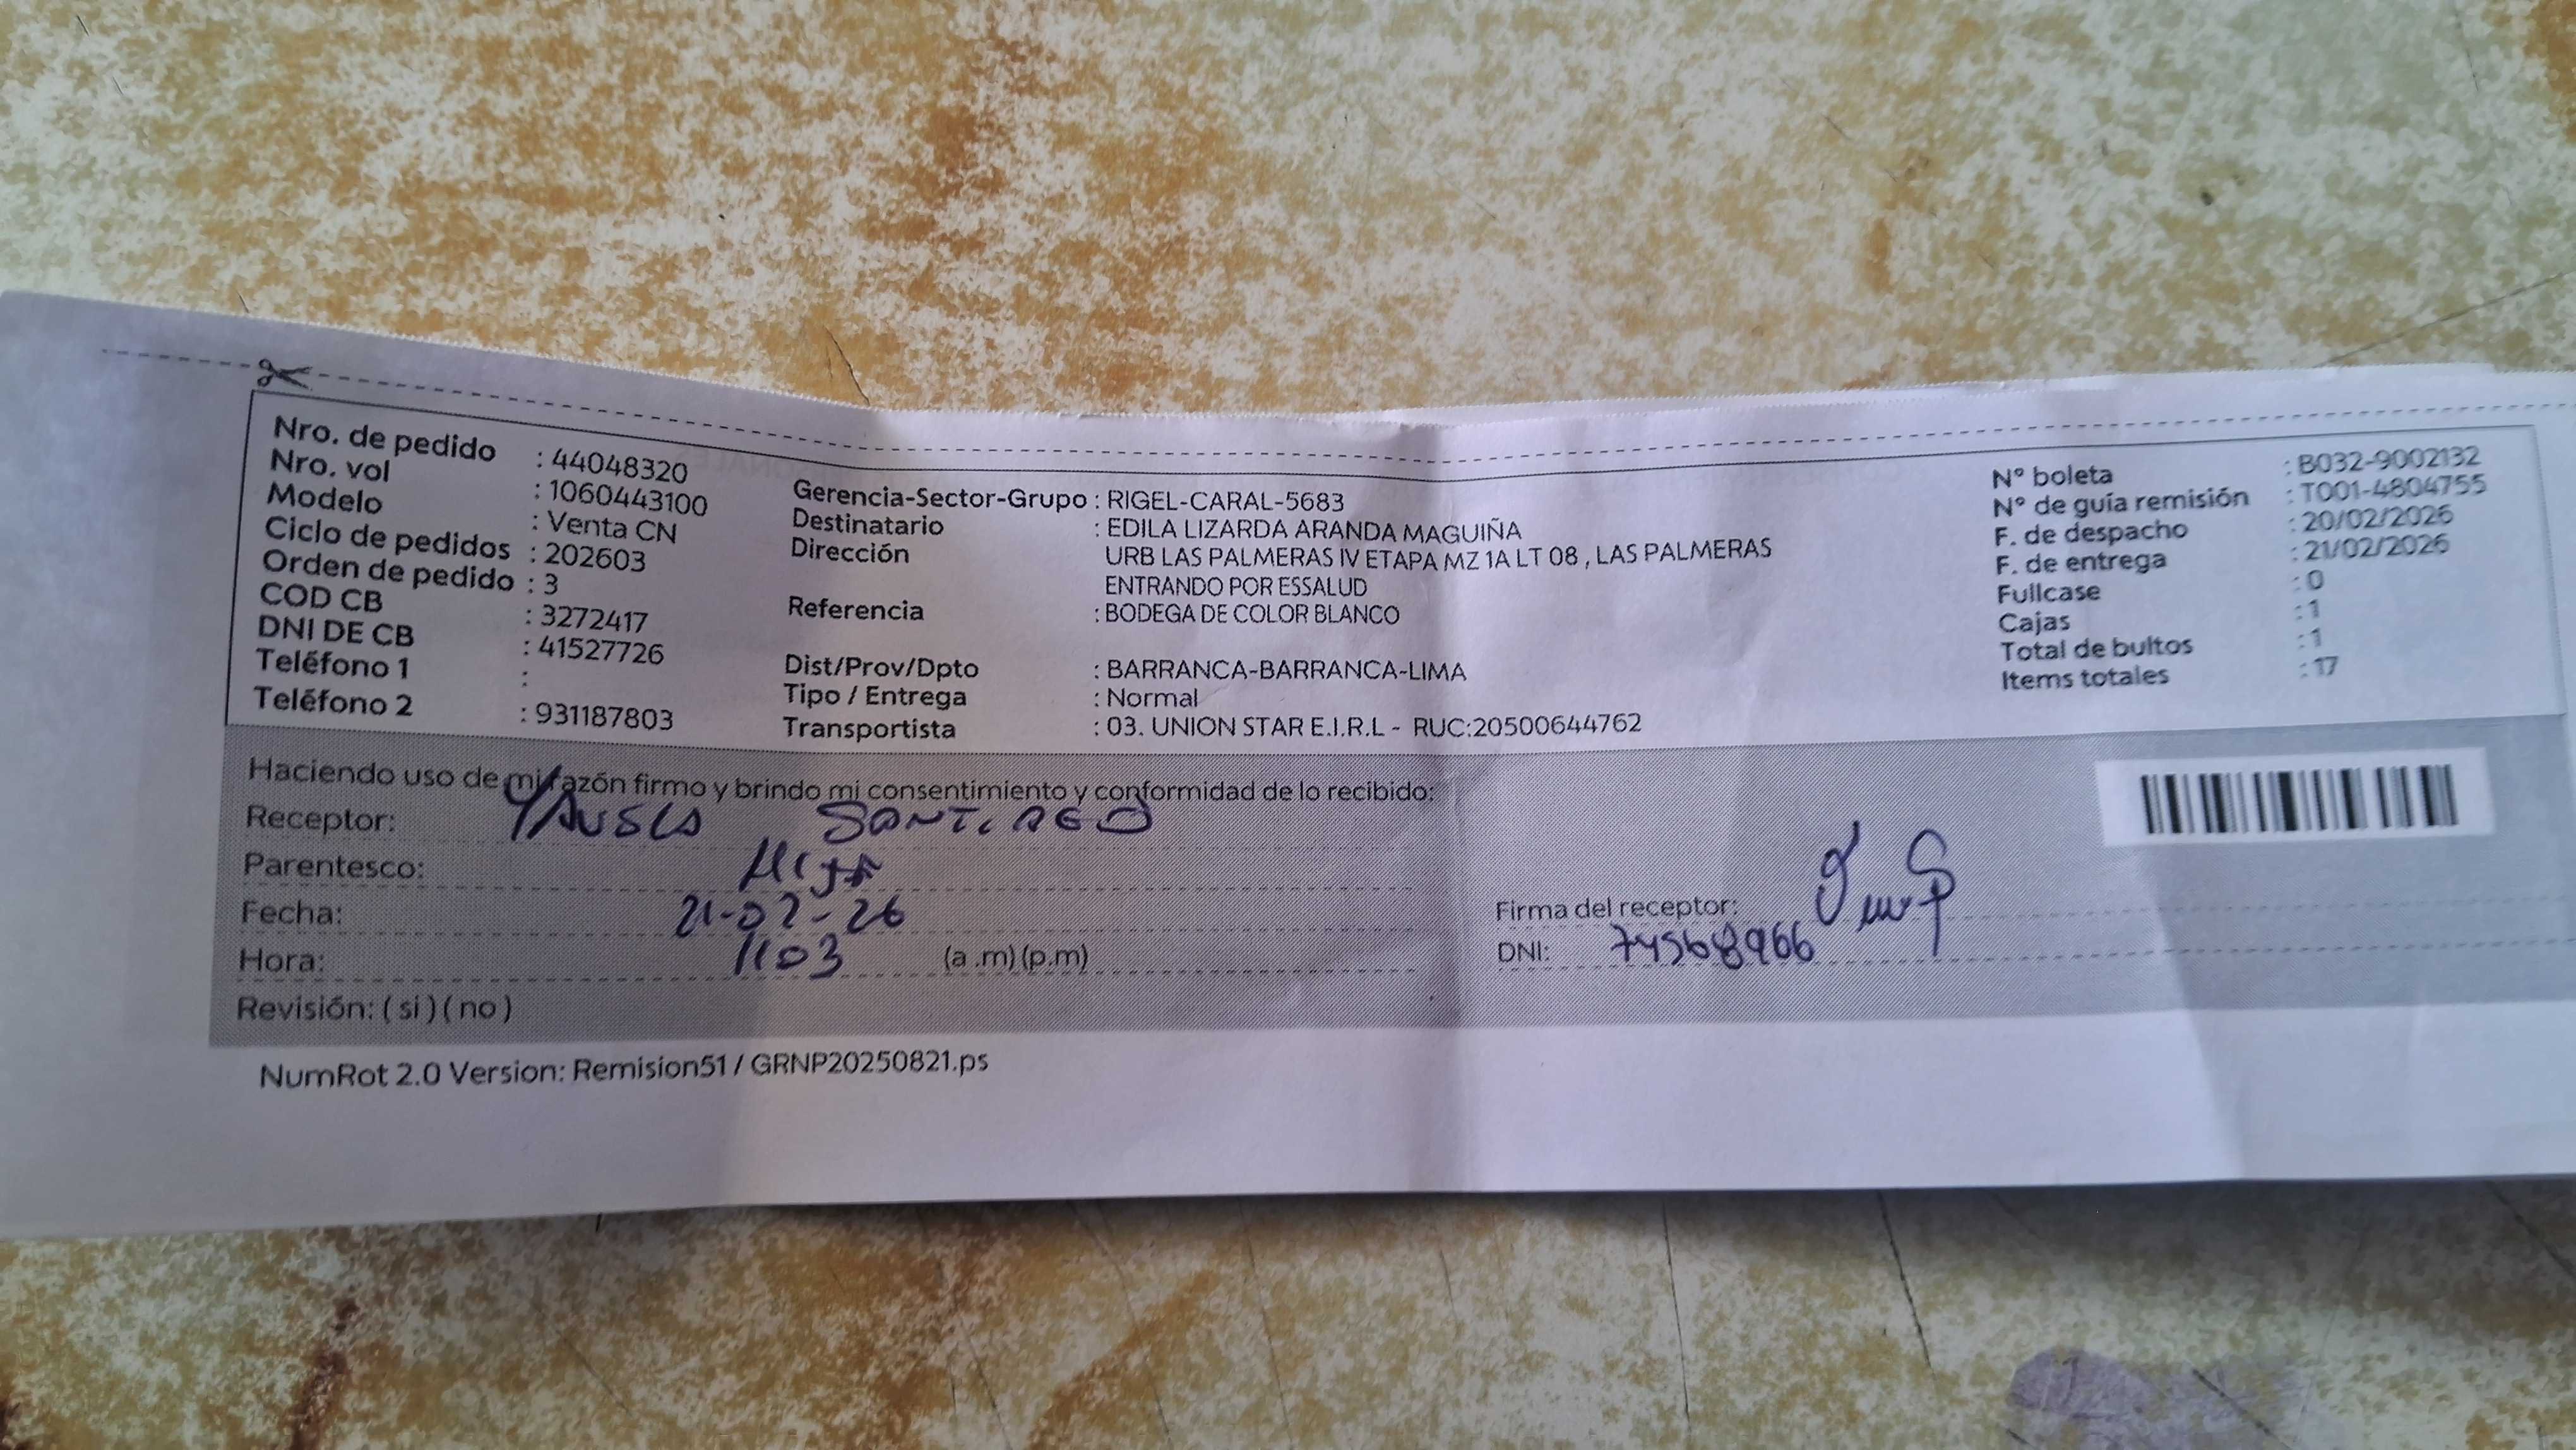 Nro. de pedido : 44048320
Nro. vol : 1060443100
Modelo : Venta CN
Ciclo de pedidos : 202603
Orden de pedido : 3
COD CB : 3272417
DNI DE CB : 41527726
Teléfono 1 :
Teléfono 2 : 931187803
Gerencia-Sector-Grupo : RIGEL-CARAL-5683
Destinatario : EDILA LIZARDA ARANDA MAGUIÑA
Dirección URB LAS PALMERAS IV ETAPA MZ 1A LT 08 , LAS PALMERAS
ENTRANDO POR ESSALUD
Referencia : BODEGA DE COLOR BLANCO
Dist/Prov/Dpto : BARRANCA-BARRANCA-LIMA
Tipo / Entrega : Normal
Transportista : 03. UNION STAR E.I.R.L - RUC:20500644762
N° boleta : B032-9002132
N° de guía remisión : T001-4804755
F. de despacho : 20/02/2026
F. de entrega : 21/02/2026
Fullcase : 0
Cajas : 1
Total de bultos : 1
Items totales : 17
Haciendo uso de mi razón firmo y brindo mi consentimiento y conformidad de lo recibido:
Receptor: SANTIAGO
Parentesco: HIJA
Fecha: 21-02-26
Hora: 1103 (a .m) (p.m)
Revisión: ( si ) ( no )
Firma del receptor:
DNI: 74568966
NumRot 2.0 Version: Remision51 / GRNP20250821.ps